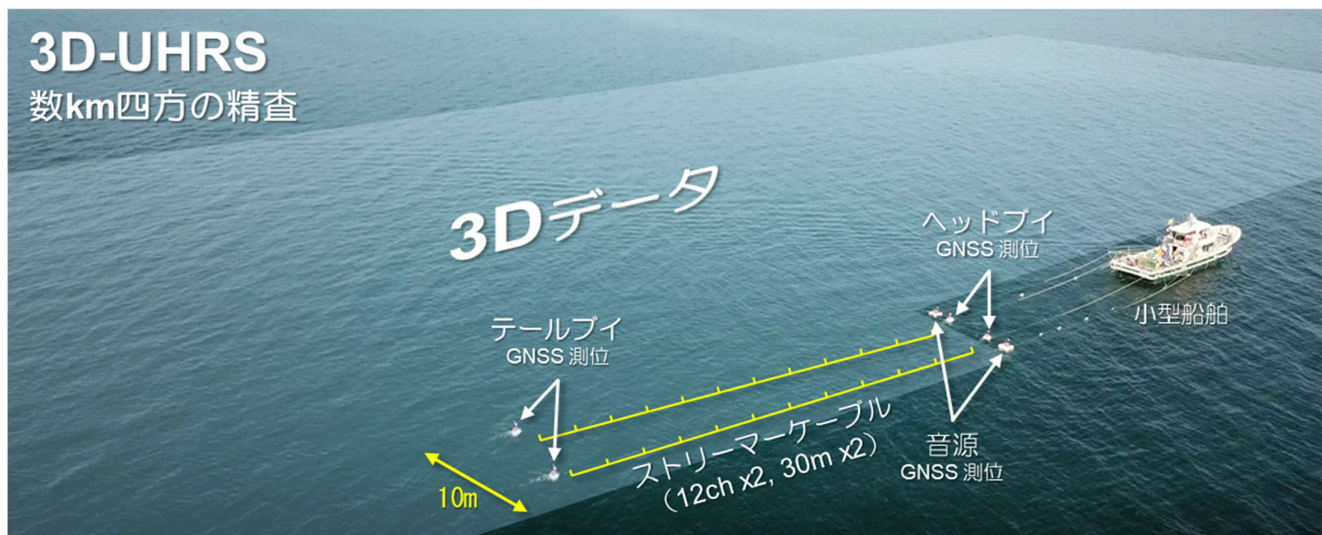 3D-UHRS
数km四方の精査
3Dデータ
ヘッドブイ
GNSS 測位
小型船舶
テールブイ
GNSS 測位
ストリーマーケーブル
（12ch x2, 30m x2）
音源
GNSS 測位
10m